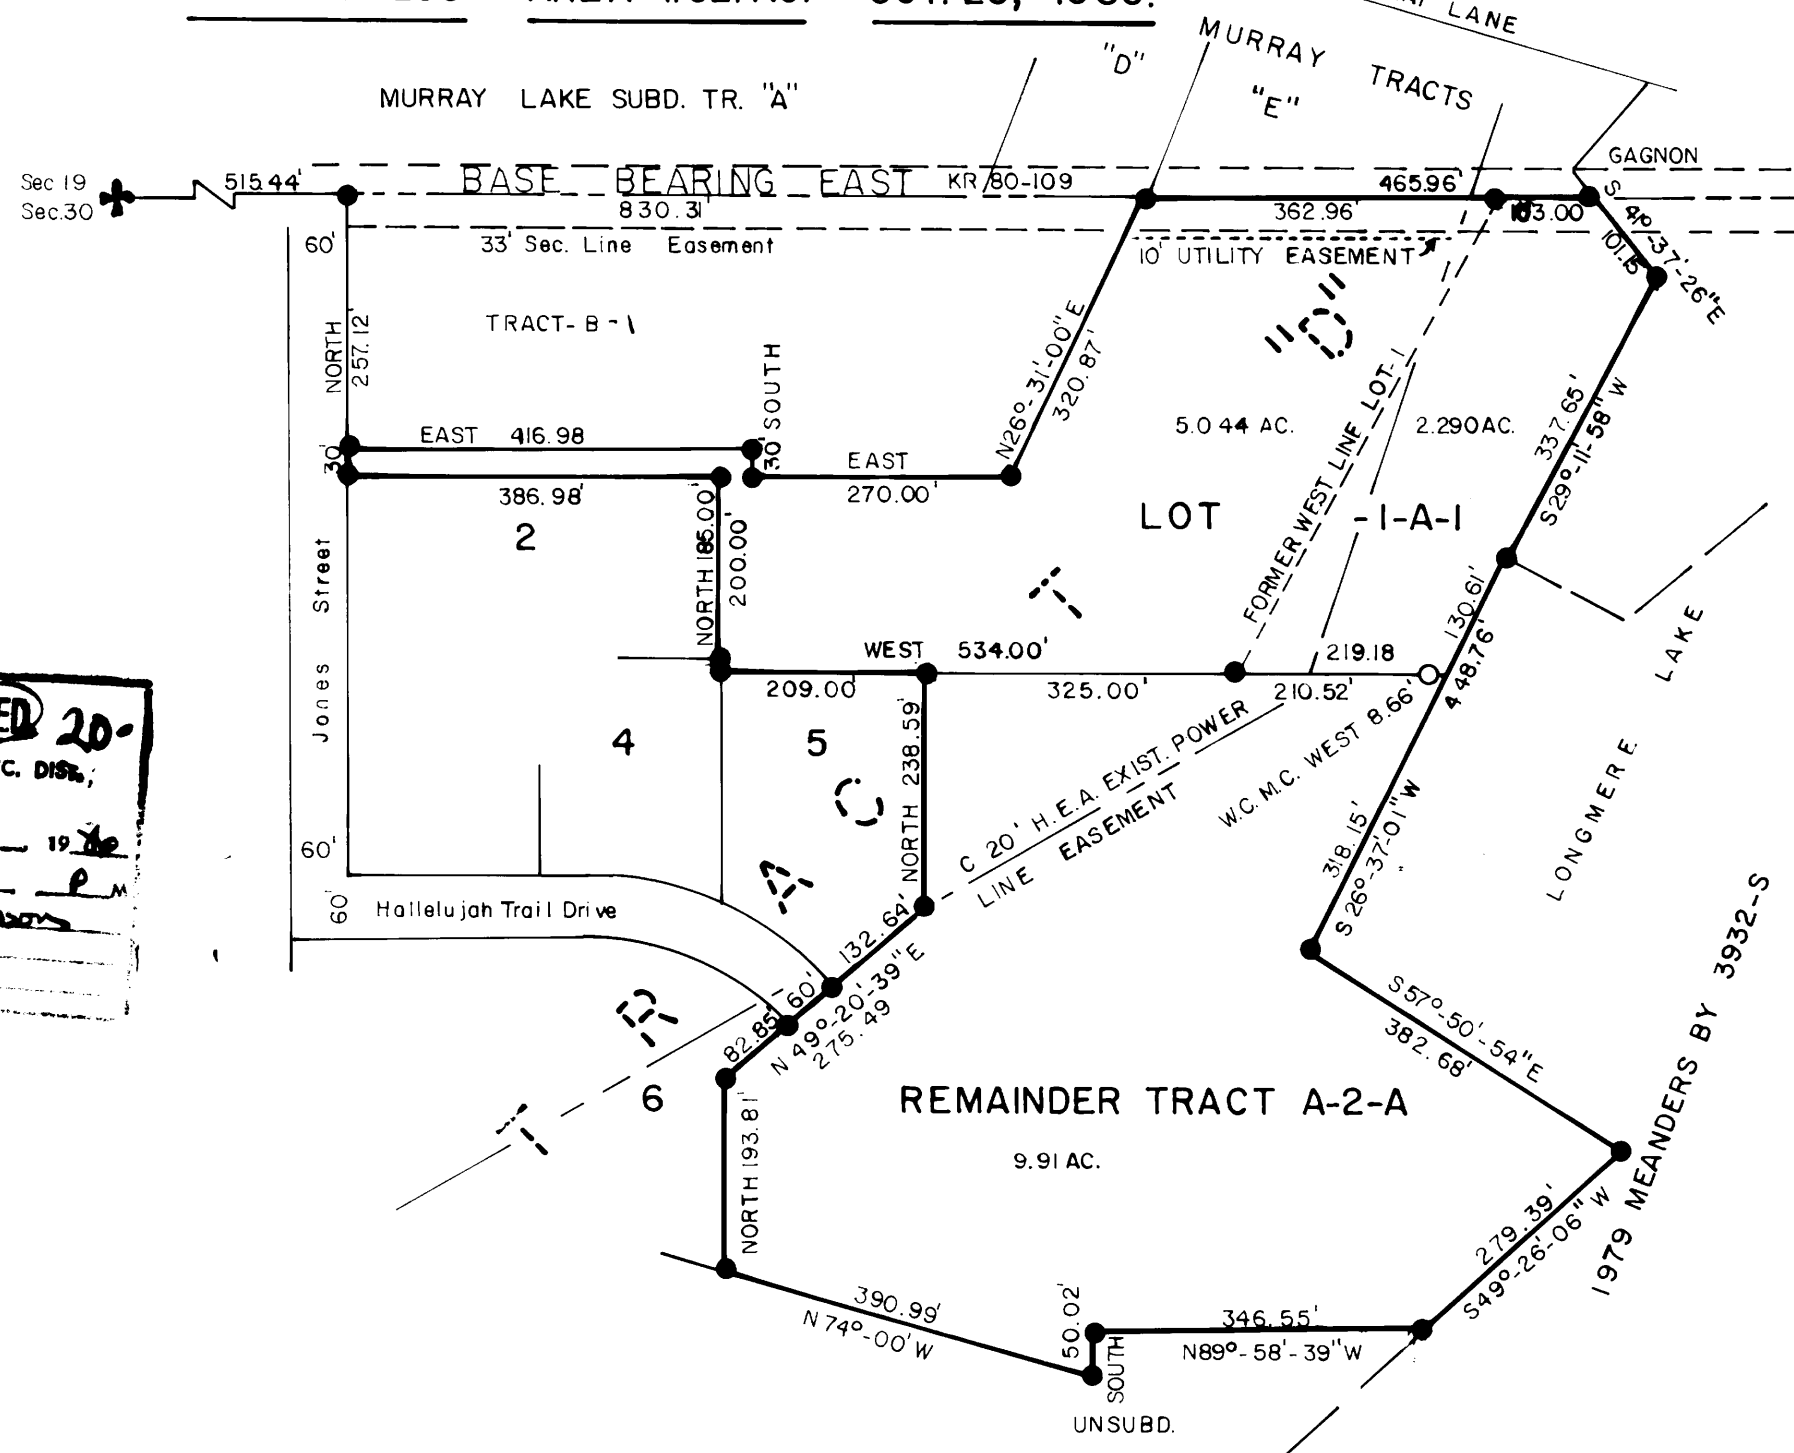 LANE
MURRAY TRACTS
"D"
"E"
MURRAY LAKE SUBD. TR. "A"
GAGNON
Sec 19
Sec.30
515.44'
BASE BEARING EAST
KR 80-109
830.31'
465.96'
362.96'
103.00
S 41°-37'-26"E
101.15
60'
33' Sec. Line Easement
10' UTILITY EASEMENT
NORTH
257.12'
TRACT-B-1
"D"
N26°-31'-00"E
320.87'
FORMER WEST LINE LOT-1
5.044 AC.
2.290AC.
337.65'
S29°-11'-58"W
EAST 416.98
30'
30' SOUTH
EAST
270.00'
386.98'
2
NORTH 185.00'
200.00'
LOT -1-A-1
T
130.61'
448.76'
Jones Street
WEST 534.00'
219.18
209.00'
325.00'
210.52'
W.C.M.C. WEST 8.66'
LONGMERE LAKE
20-
C. DIST.,
19
P M
4
5
NORTH 238.59'
C
C 20' H.E.A. EXIST. POWER
LINE EASEMENT
318.15'
S 26°-37'-01"W
60'
60'
Hallelujah Trail Drive
A
132.64'
60'
82.85'
N 49°-20'-39"E
275.49
R
S57°-50'-54"E
382.68'
6
T
REMAINDER TRACT A-2-A
9.91 AC.
NORTH 193.81'
1979 MEANDERS BY 3932-S
279.39'
S49°-26'-06"W
390.99'
N 74°-00'W
50.02'
SOUTH
346.55'
N89°-58'-39"W
UNSUBD.